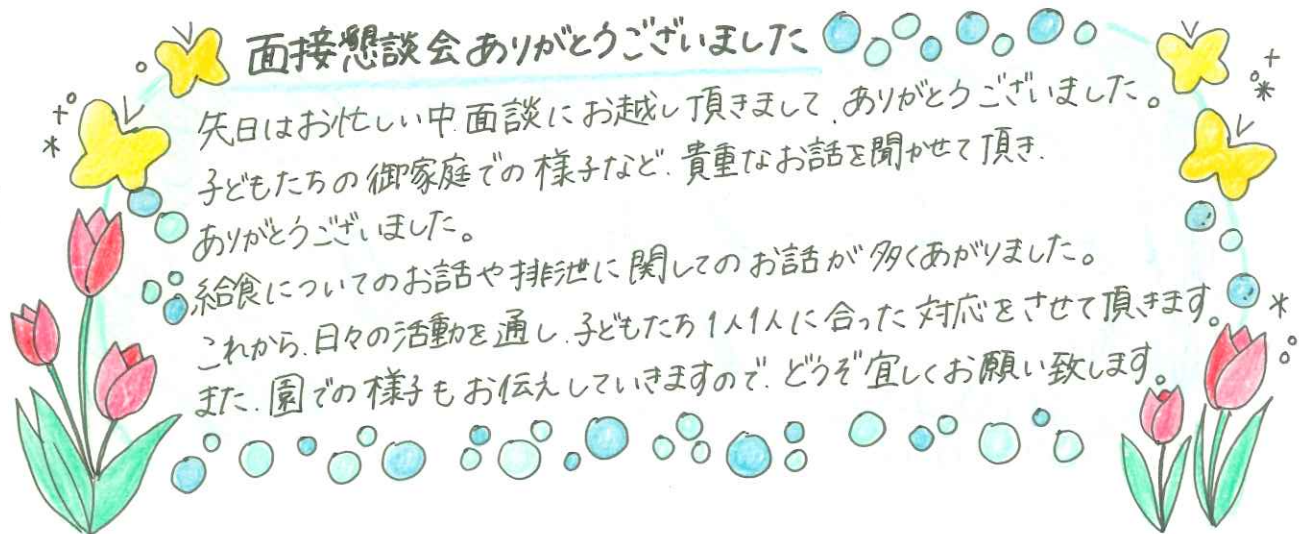 面接懇談会ありがとうございました
先日はお忙しい中、面談にお越し頂きまして、ありがとうございました。
子どもたちの御家庭での様子など、貴重なお話を聞かせて頂き、
ありがとうございました。
給食についてのお話や排泄に関してのお話が多くあがりました。
これから、日々の活動を通し、子どもたち1人1人に合った対応をさせて頂きます。
また、園での様子もお伝えしていきますので、どうぞ宜しくお願い致します。